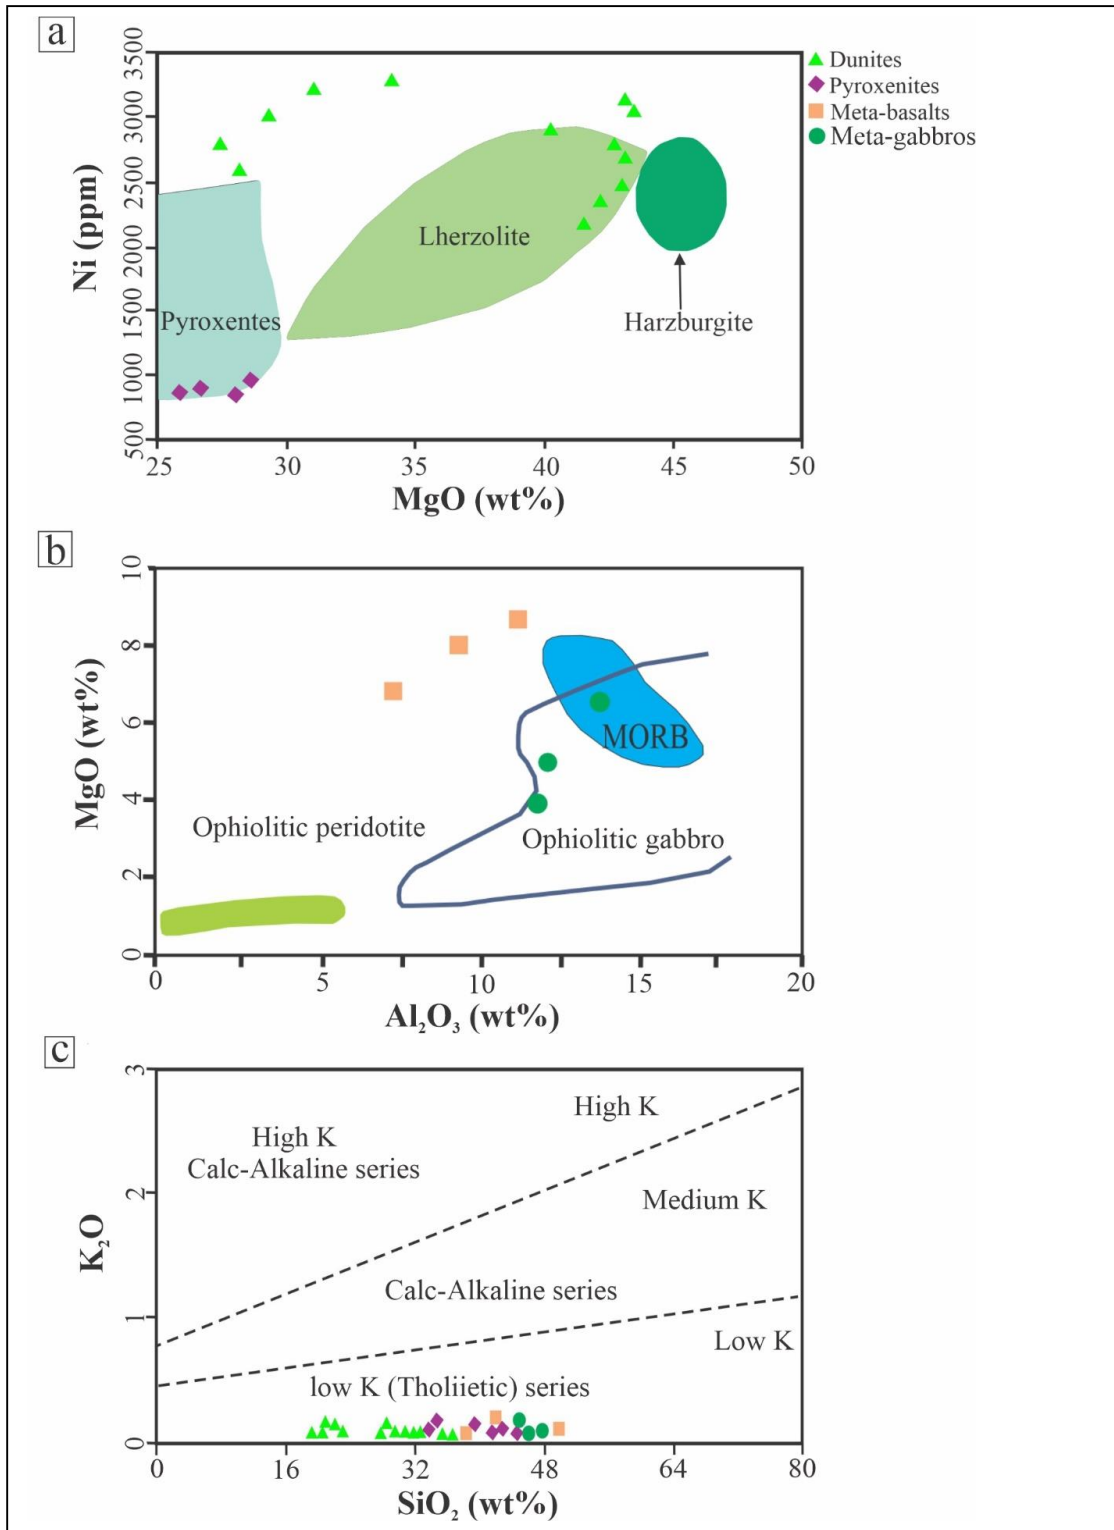 a
3500
3000
2500
2000
1500
1000
500
Ni (ppm)
25
30
35
40
45
50
MgO (wt%)
Pyroxentes
Lherzolite
Harzburgite
Dunites
Pyroxenites
Meta-basalts
Meta-gabbros
b
10
8
6
4
2
0
MgO (wt%)
0
5
10
15
20
Al₂O₃ (wt%)
MORB
Ophiolitic peridotite
Ophiolitic gabbro
c
3
2
1
0
K₂O
0
16
32
48
64
80
SiO₂ (wt%)
High K
High K
Calc-Alkaline series
Medium K
Calc-Alkaline series
Low K
low K (Tholiietic) series